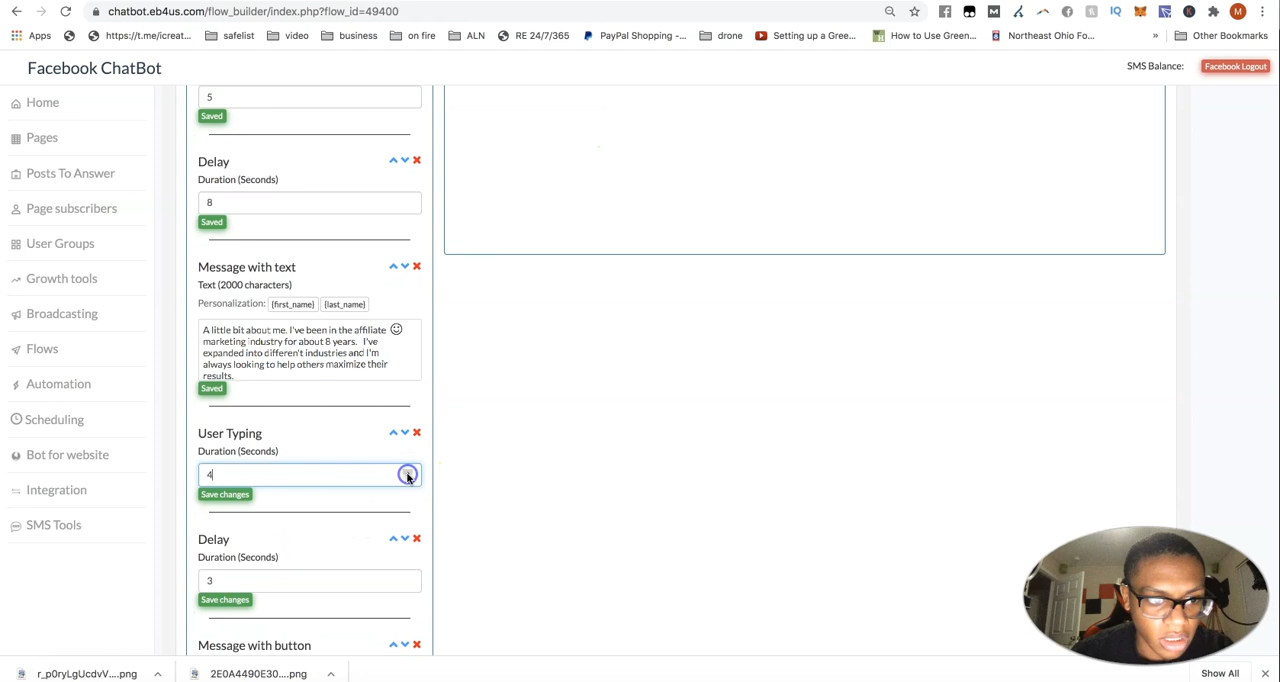 chatbot.eb4us.com/flow_builder/index.php?flow_id=49400
Apps https://t.me/icreat... safelist video business on fire ALN RE 24/7/365 PayPal Shopping -... drone Setting up a Gree... How to Use Green... Northeast Ohio Fo... » Other Bookmarks
Facebook ChatBot
SMS Balance: Facebook Logout
Home
Pages
Posts To Answer
Page subscribers
User Groups
Growth tools
Broadcasting
Flows
Automation
Scheduling
Bot for website
Integration
SMS Tools
5
Saved
Delay
Duration (Seconds)
8
Saved
Message with text
Text (2000 characters)
Personalization: {first_name} {last_name}
A little bit about me. I've been in the affiliate
marketing industry for about 8 years. I've
expanded into differen't industries and I'm
always looking to help others maximize their
results.
Saved
User Typing
Duration (Seconds)
4
Save changes
Delay
Duration (Seconds)
3
Save changes
Message with button
r_p0ryLgUcdvV....png 2E0A4490E30....png Show All